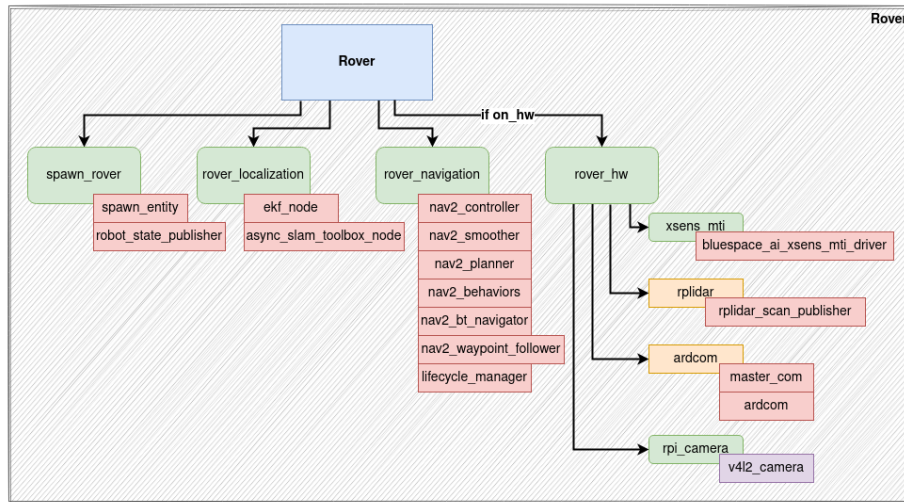 Rover
Rover
if on_hw
spawn_rover
spawn_entity
robot_state_publisher
rover_localization
ekf_node
async_slam_toolbox_node
rover_navigation
nav2_controller
nav2_smoother
nav2_planner
nav2_behaviors
nav2_bt_navigator
nav2_waypoint_follower
lifecycle_manager
rover_hw
xsens_mti
bluespace_ai_xsens_mti_driver
rplidar
rplidar_scan_publisher
ardcom
master_com
ardcom
rpi_camera
v4l2_camera